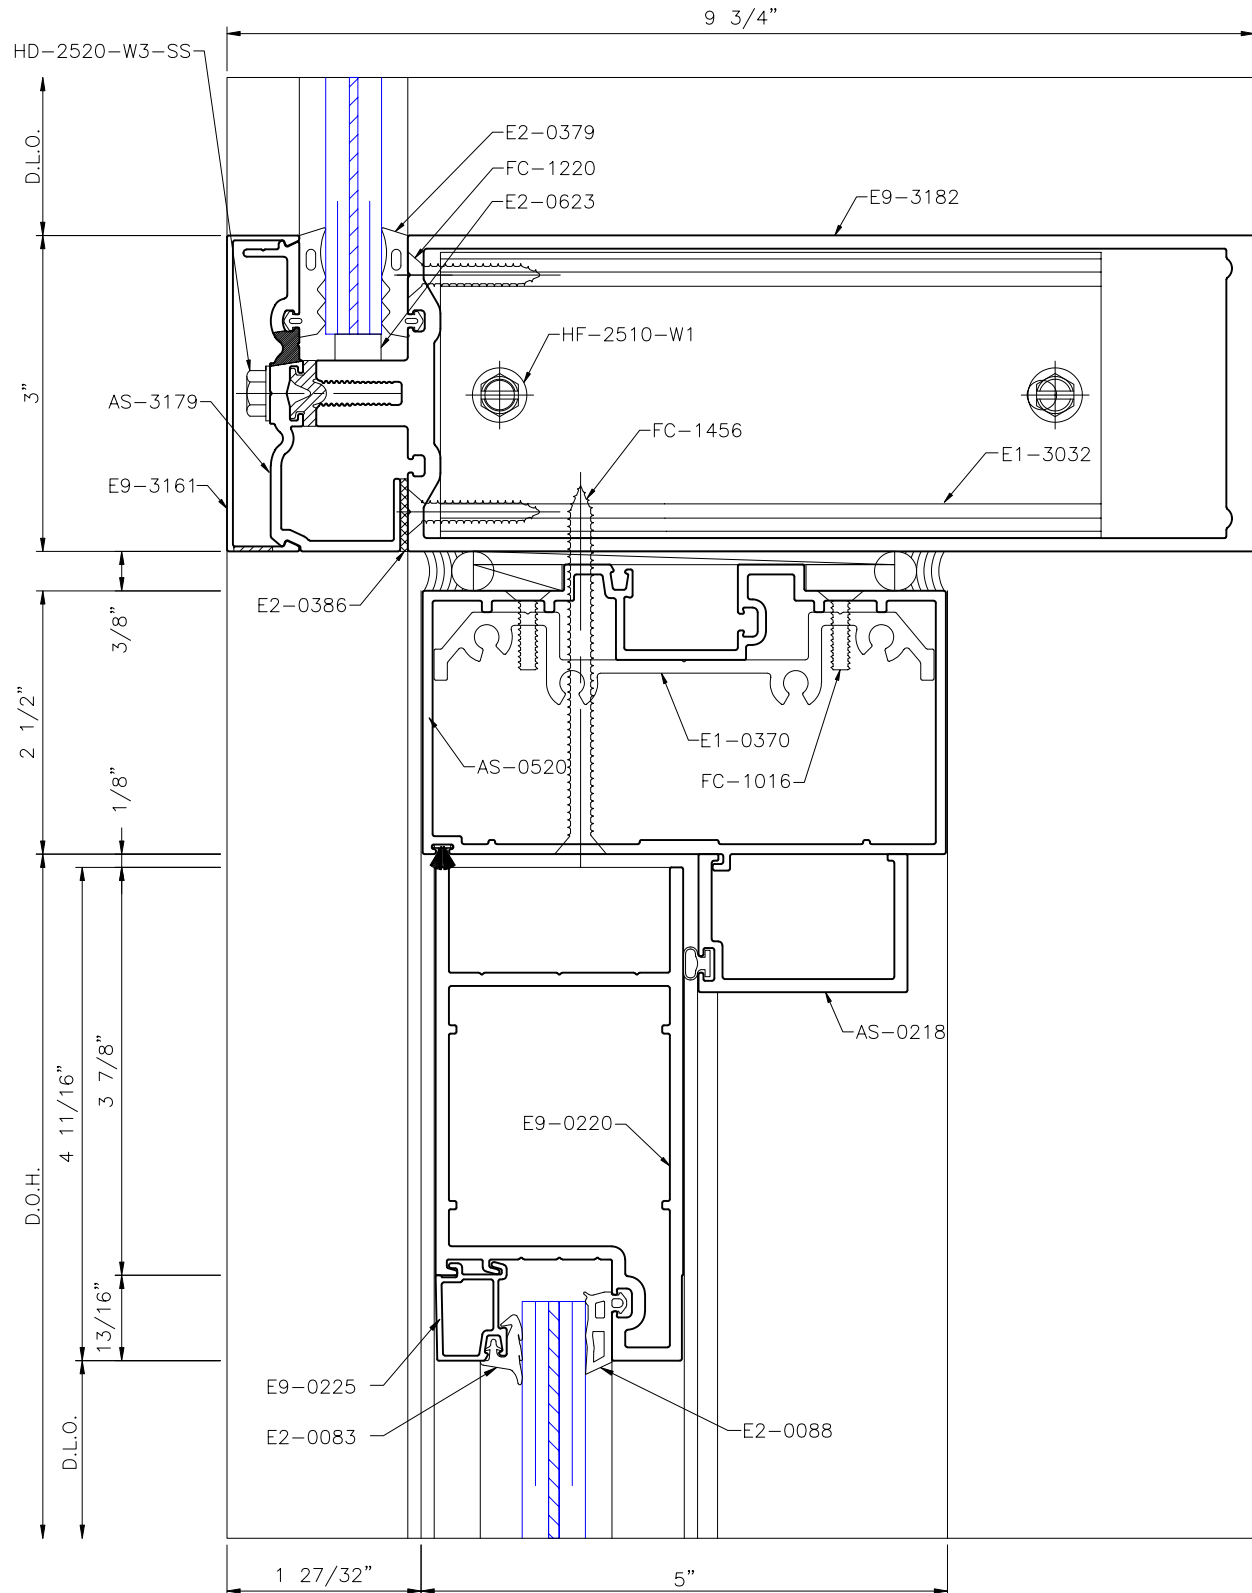 9 3/4"
HD-2520-W3-SS
E2-0379
D.L.O.
FC-1220
E2-0623
E9-3182
HF-2510-W1
3"
AS-3179
FC-1456
E1-3032
E9-3161
E2-0386
3/8"
2 1/2"
E1-0370
AS-0520
FC-1016
1/8"
AS-0218
3 7/8"
4 11/16"
E9-0220
D.O.H.
13/16"
E9-0225
E2-0083
E2-0088
D.L.O.
1 27/32"
5"